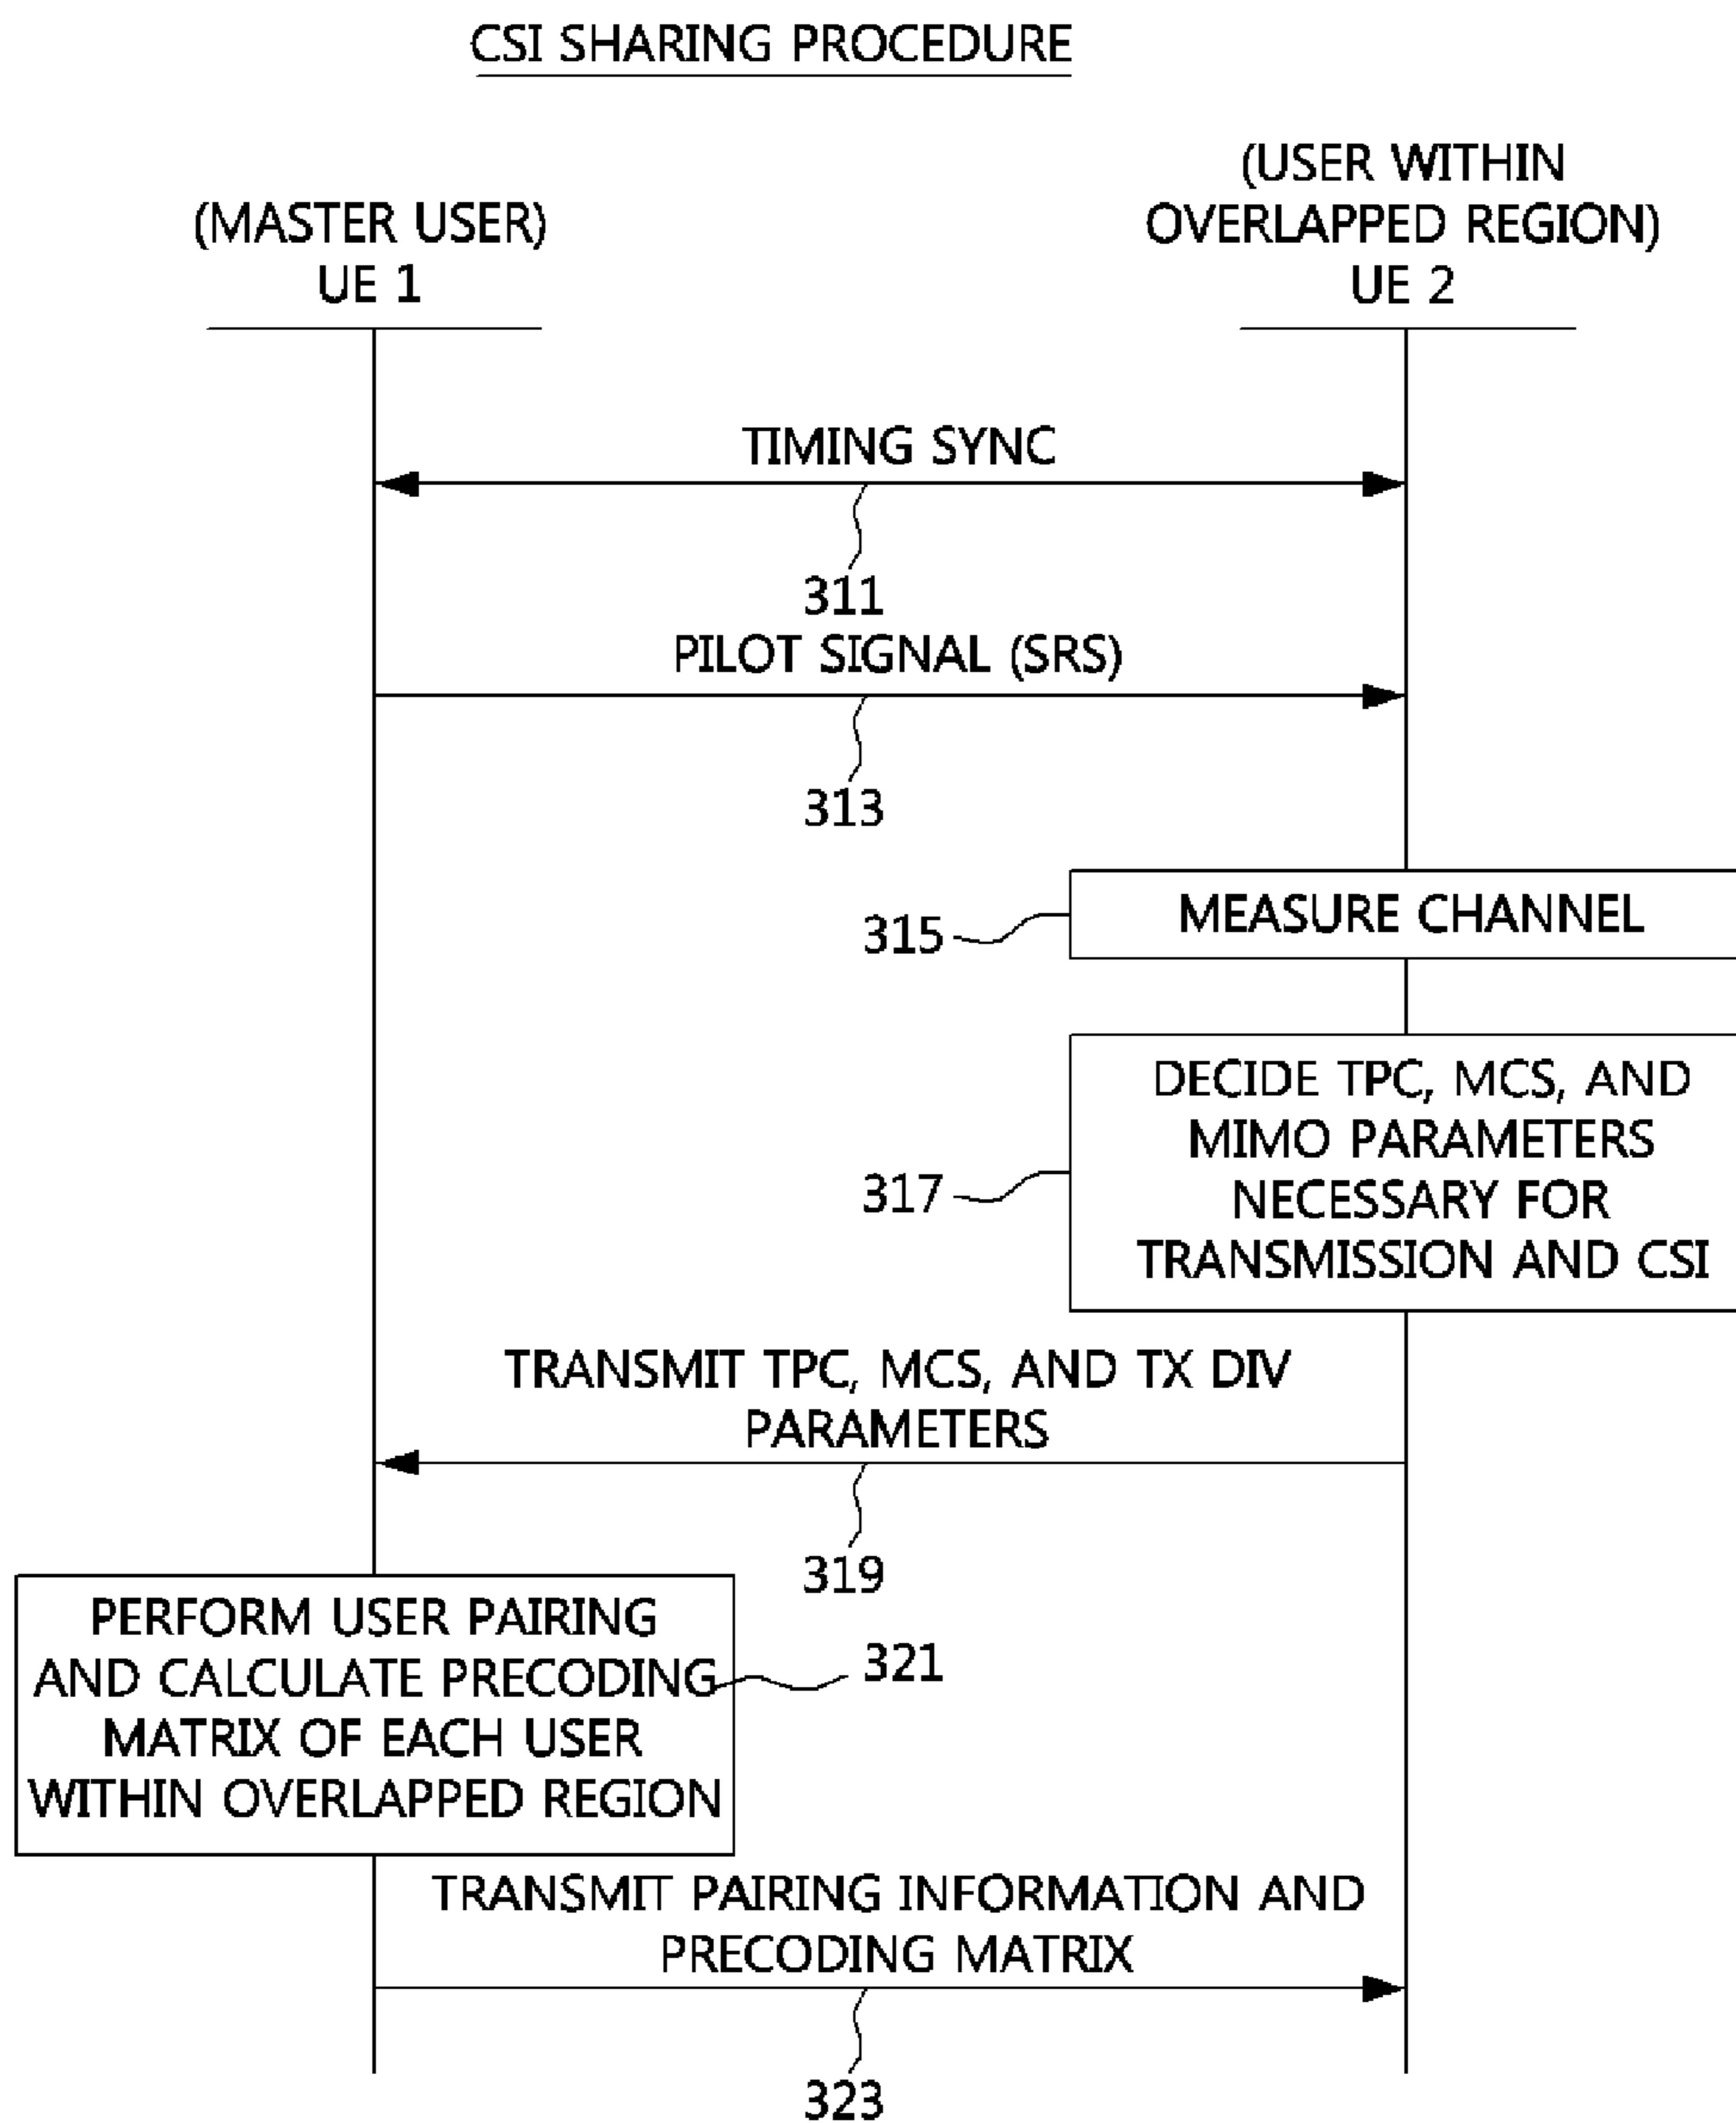 CSI SHARING PROCEDURE
(MASTER USER)
UE 1
(USER WITHIN
OVERLAPPED REGION)
UE 2
TIMING SYNC
311
PILOT SIGNAL (SRS)
313
MEASURE CHANNEL
315
DECIDE TPC, MCS, AND
MIMO PARAMETERS
NECESSARY FOR
TRANSMISSION AND CSI
317
TRANSMIT TPC, MCS, AND TX DIV
PARAMETERS
319
PERFORM USER PAIRING
AND CALCULATE PRECODING
MATRIX OF EACH USER
WITHIN OVERLAPPED REGION
321
TRANSMIT PAIRING INFORMATION AND
PRECODING MATRIX
323